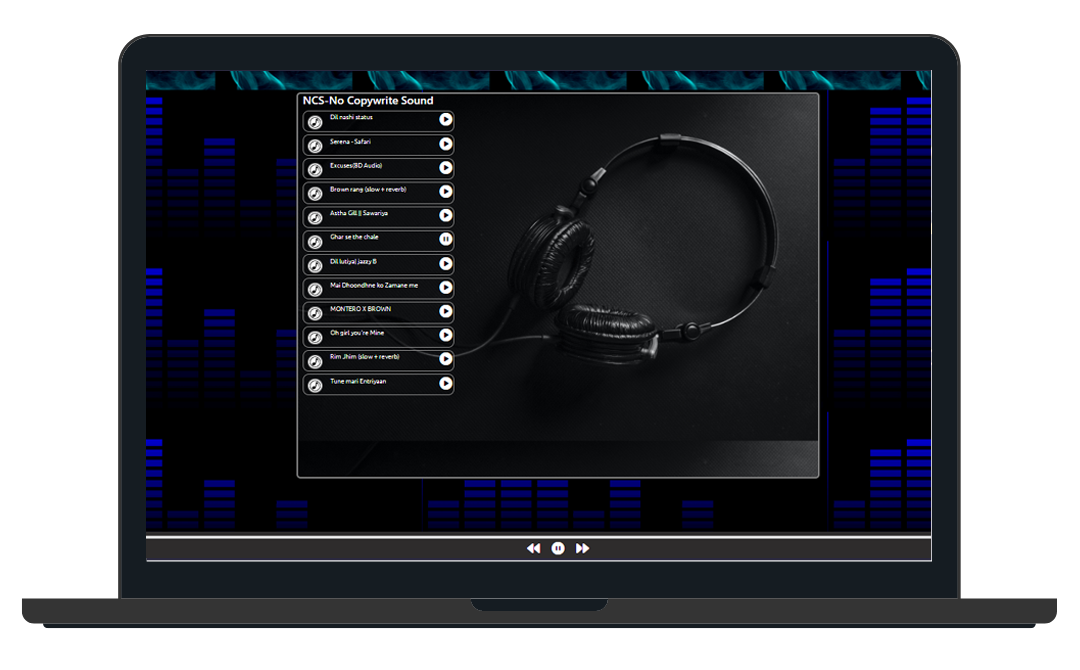 NCS-No Copywrite Sound
Dil nashi status
Serena - Safari
Excuses(8D Audio)
Brown rang (slow + reverb)
Astha Gill || Sawariya
Ghar se the chale
Dil lutiya| jazzy B
Mai Dhoondhne ko Zamane me
MONTERO X BROWN
Oh girl you're Mine
Rim Jhim (slow + reverb)
Tune mari Entriyaan